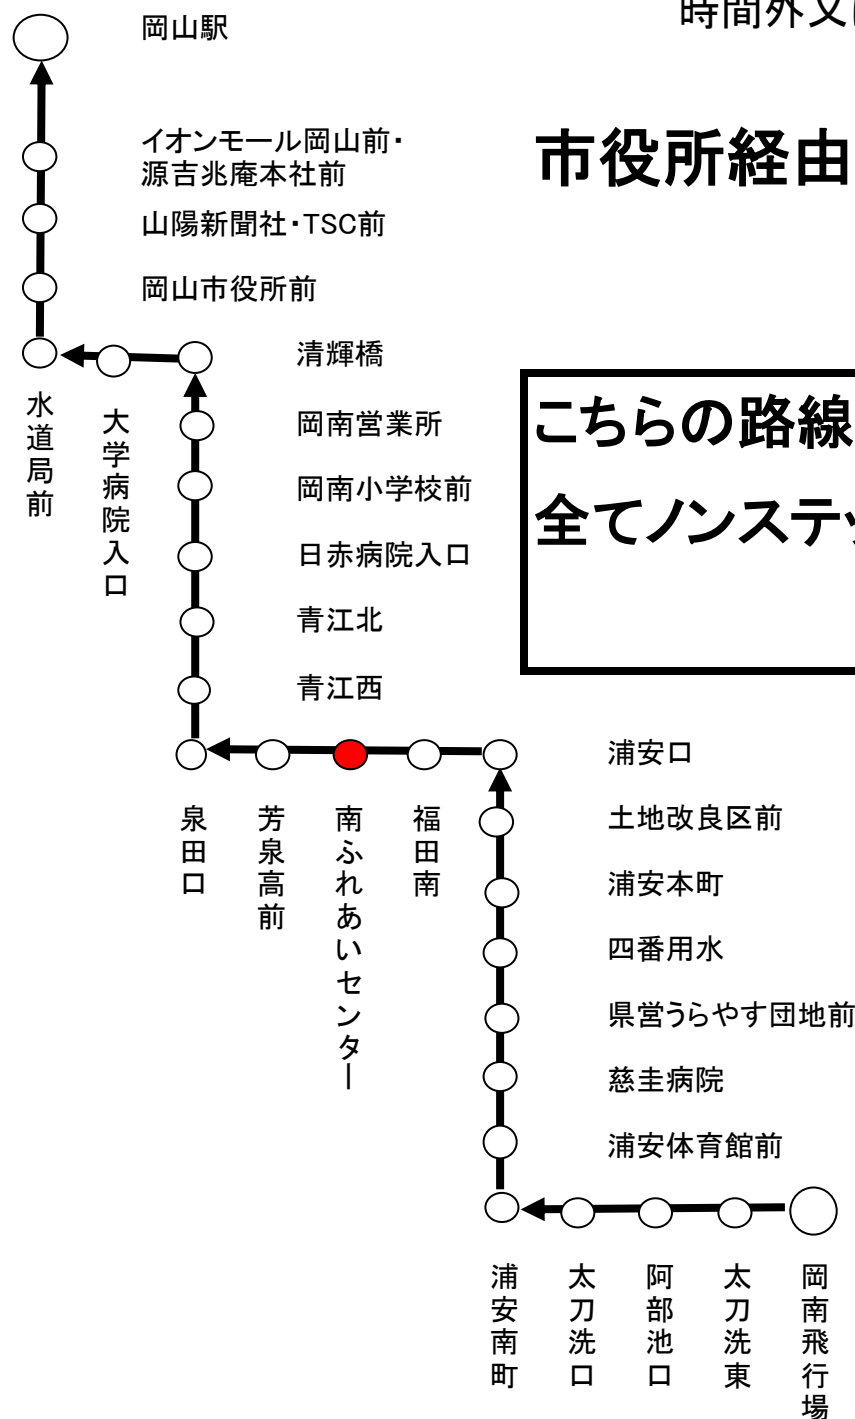 時間外又は
岡山駅
イオンモール岡山前・
源吉兆庵本社前
市役所経由
山陽新聞社・TSC前
岡山市役所前
清輝橋
水道局前
大学病院入口
こちらの路線
全てノンステッ
岡南営業所
岡南小学校前
日赤病院入口
青江北
青江西
浦安口
泉田口
芳泉高前
南ふれあいセンター
福田南
土地改良区前
浦安本町
四番用水
県営うらやす団地前
慈圭病院
浦安体育館前
浦安南町
太刀洗口
阿部池口
太刀洗東
岡南飛行場